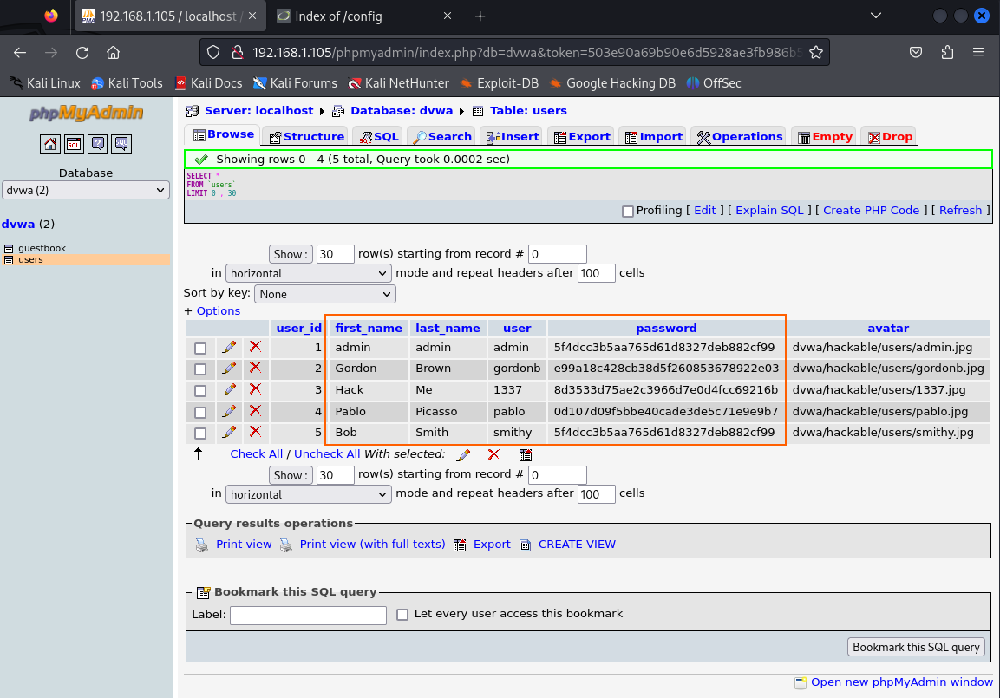 192.168.1.105 / localhost /
Index of /config
192.168.1.105/phpmyadmin/index.php?db=dvwa&token=503e90a69b90e6d5928ae3fb986b5
Kali Linux Kali Tools Kali Docs Kali Forums Kali NetHunter Exploit-DB Google Hacking DB OffSec
phpMyAdmin
SQL
SQL
Database
dvwa (2)
dvwa (2)
guestbook
users
Server: localhost Database: dvwa Table: users
Browse Structure SQL Search Insert Export Import Operations Empty Drop
Showing rows 0 - 4 (5 total, Query took 0.0002 sec)
SELECT *
FROM `users`
LIMIT 0 , 30
Profiling [ Edit ] [ Explain SQL ] [ Create PHP Code ] [ Refresh ]
Show : 30 row(s) starting from record # 0
in horizontal mode and repeat headers after 100 cells
Sort by key: None
+ Options
user_id first_name last_name user password avatar
1 admin admin admin 5f4dcc3b5aa765d61d8327deb882cf99 dvwa/hackable/users/admin.jpg
2 Gordon Brown gordonb e99a18c428cb38d5f260853678922e03 dvwa/hackable/users/gordonb.jpg
3 Hack Me 1337 8d3533d75ae2c3966d7e0d4fcc69216b dvwa/hackable/users/1337.jpg
4 Pablo Picasso pablo 0d107d09f5bbe40cade3de5c71e9e9b7 dvwa/hackable/users/pablo.jpg
5 Bob Smith smithy 5f4dcc3b5aa765d61d8327deb882cf99 dvwa/hackable/users/smithy.jpg
Check All / Uncheck All With selected:
Show : 30 row(s) starting from record # 0
in horizontal mode and repeat headers after 100 cells
Query results operations
Print view Print view (with full texts) Export CREATE VIEW
Bookmark this SQL query
Label: Let every user access this bookmark
Bookmark this SQL query
Open new phpMyAdmin window